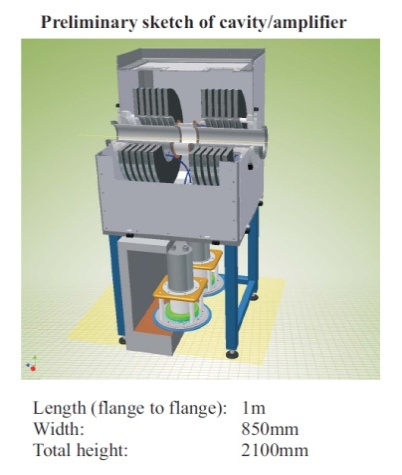 Preliminary sketch of cavity/amplifier
Length (flange to flange): 1m
Width: 850mm
Total height: 2100mm